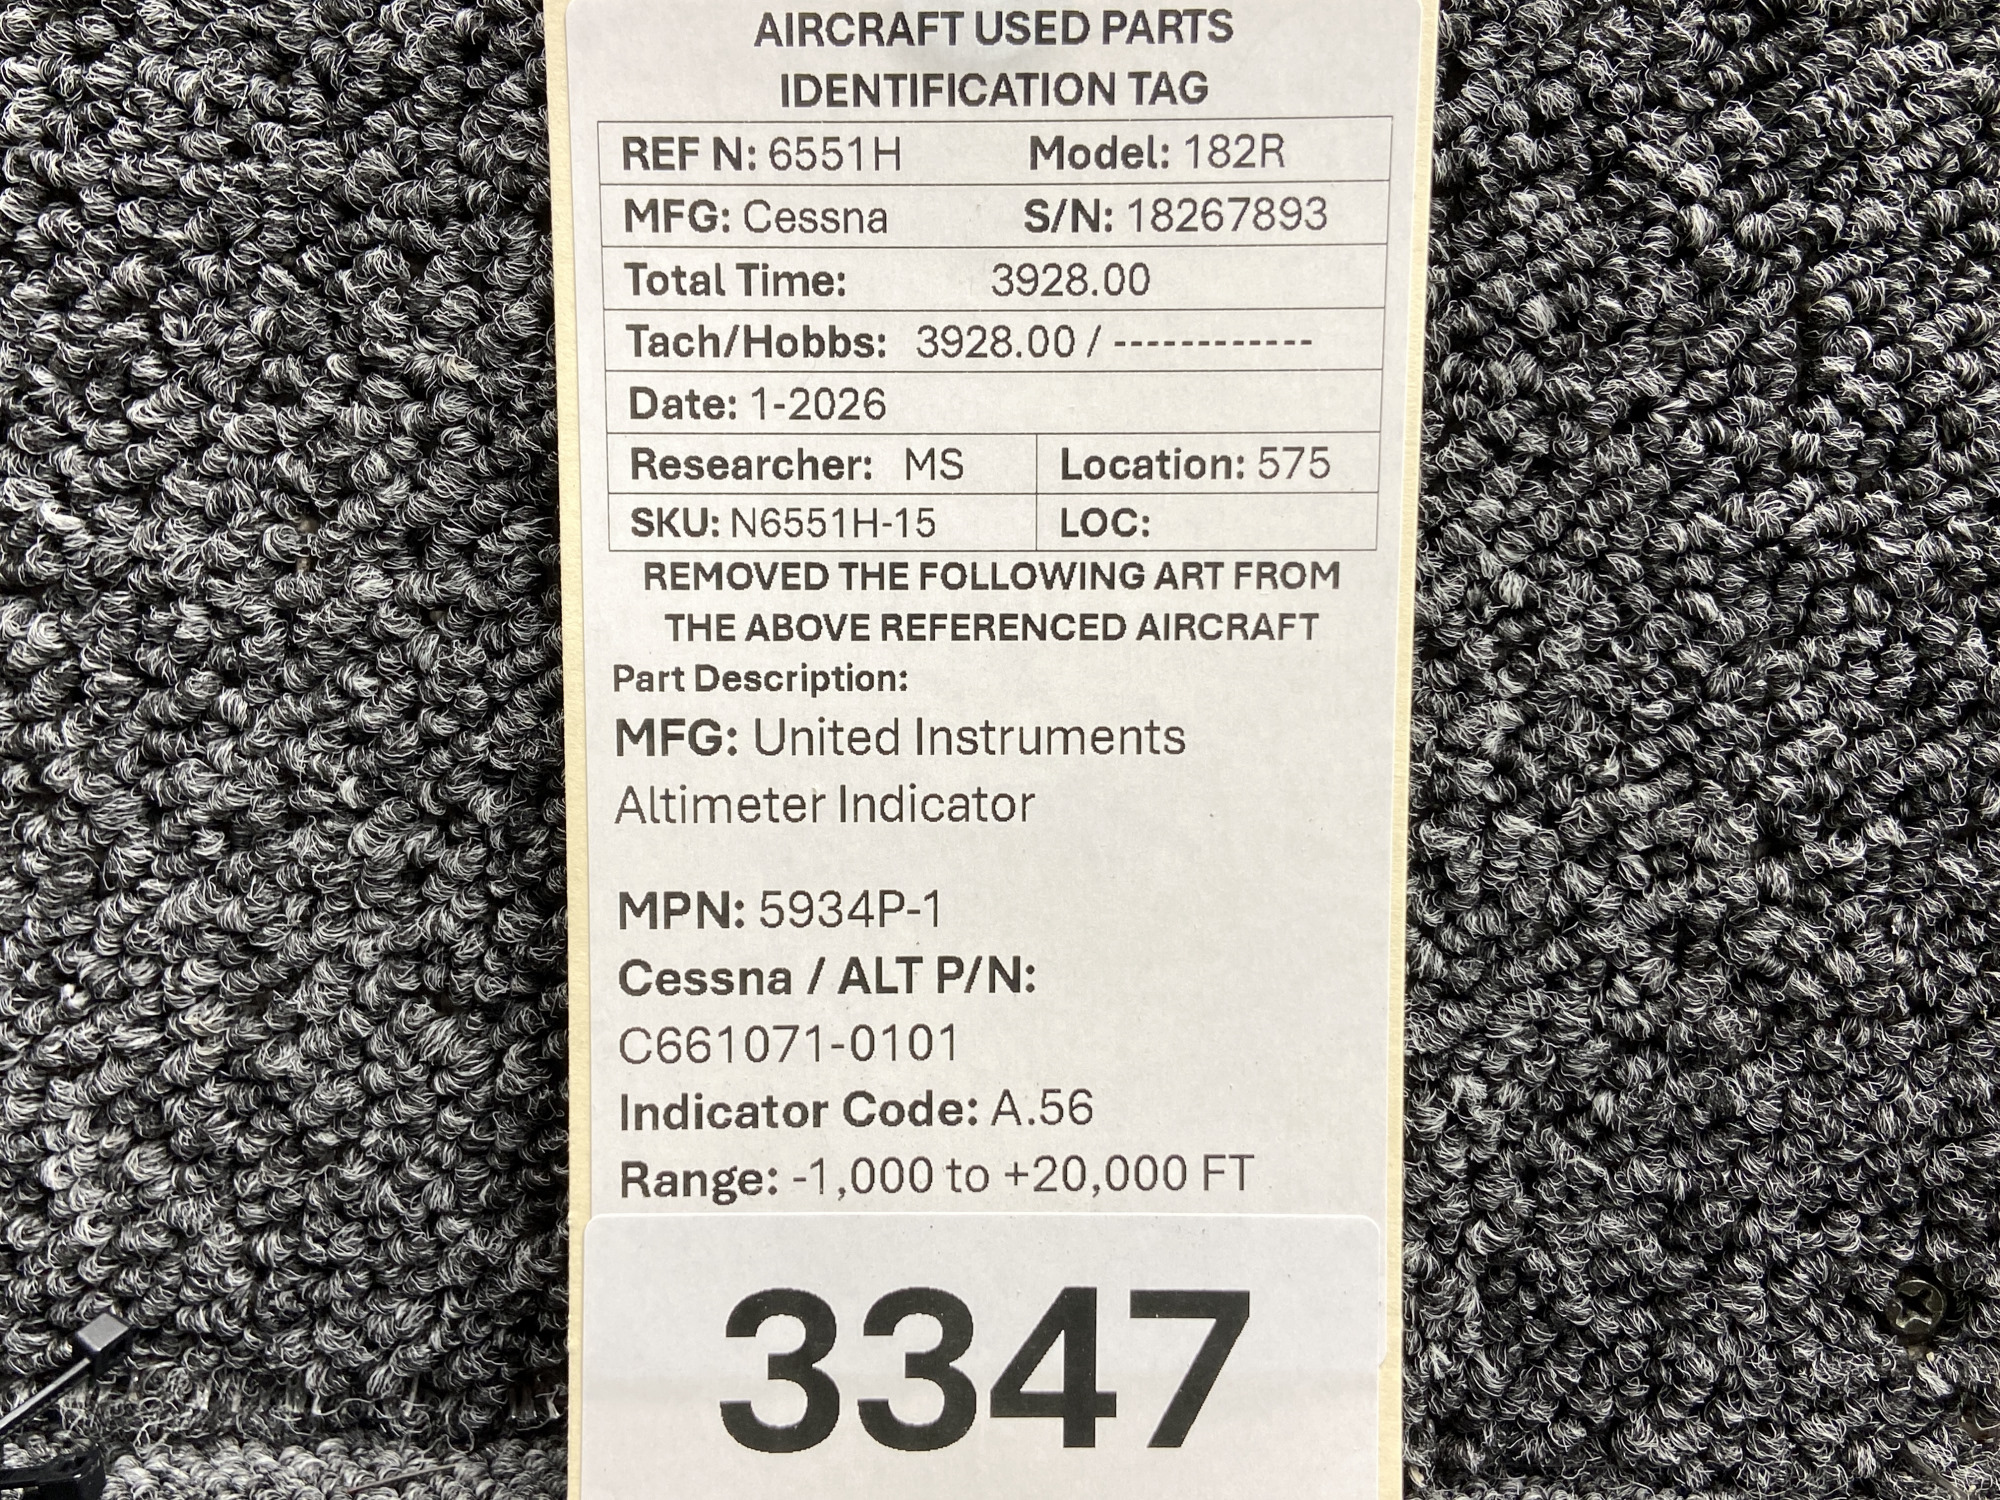 AIRCRAFT USED PARTS
IDENTIFICATION TAG
REF N: 6551H Model: 182R
MFG: Cessna S/N: 18267893
Total Time: 3928.00
Tach/Hobbs: 3928.00 / ------------
Date: 1-2026
Researcher: MS Location: 575
SKU: N6551H-15 LOC:
REMOVED THE FOLLOWING ART FROM
THE ABOVE REFERENCED AIRCRAFT
Part Description:
MFG: United Instruments
Altimeter Indicator
MPN: 5934P-1
Cessna / ALT P/N:
C661071-0101
Indicator Code: A.56
Range: -1,000 to +20,000 FT
3347